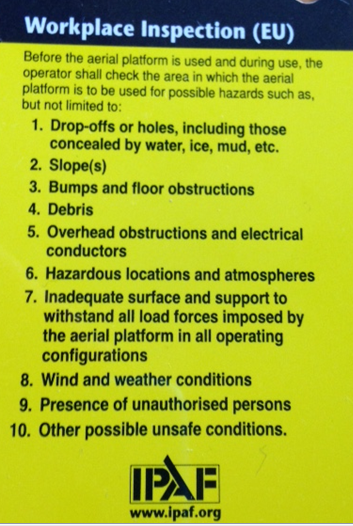 Workplace Inspection (EU)
Before the aerial platform is used and during use, the
operator shall check the area in which the aerial
platform is to be used for possible hazards such as,
but not limited to:
1. Drop-offs or holes, including those
concealed by water, ice, mud, etc.
2. Slope(s)
3. Bumps and floor obstructions
4. Debris
5. Overhead obstructions and electrical
conductors
6. Hazardous locations and atmospheres
7. Inadequate surface and support to
withstand all load forces imposed by
the aerial platform in all operating
configurations
8. Wind and weather conditions
9. Presence of unauthorised persons
10. Other possible unsafe conditions.
IPAF
www.ipaf.org